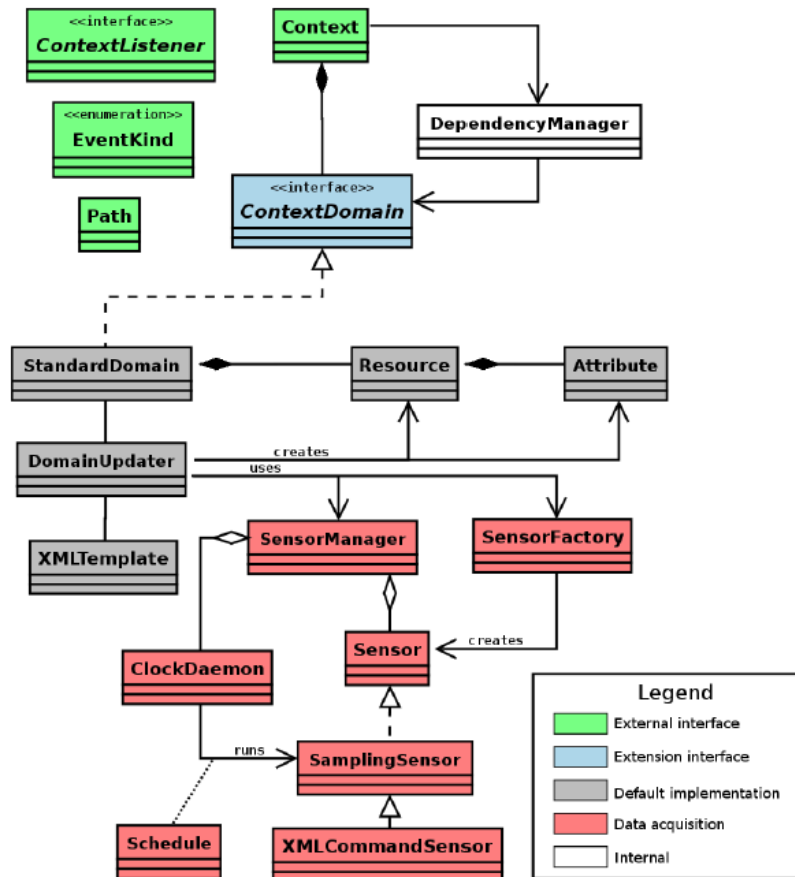 <<interface>>
ContextListener
Context
<<enumeration>>
EventKind
DependencyManager
Path
<<interface>>
ContextDomain
StandardDomain
Resource
Attribute
DomainUpdater
creates
uses
XMLTemplate
SensorManager
SensorFactory
ClockDaemon
Sensor
creates
runs
SamplingSensor
Schedule
XMLCommandSensor
Legend
External interface
Extension interface
Default implementation
Data acquisition
Internal